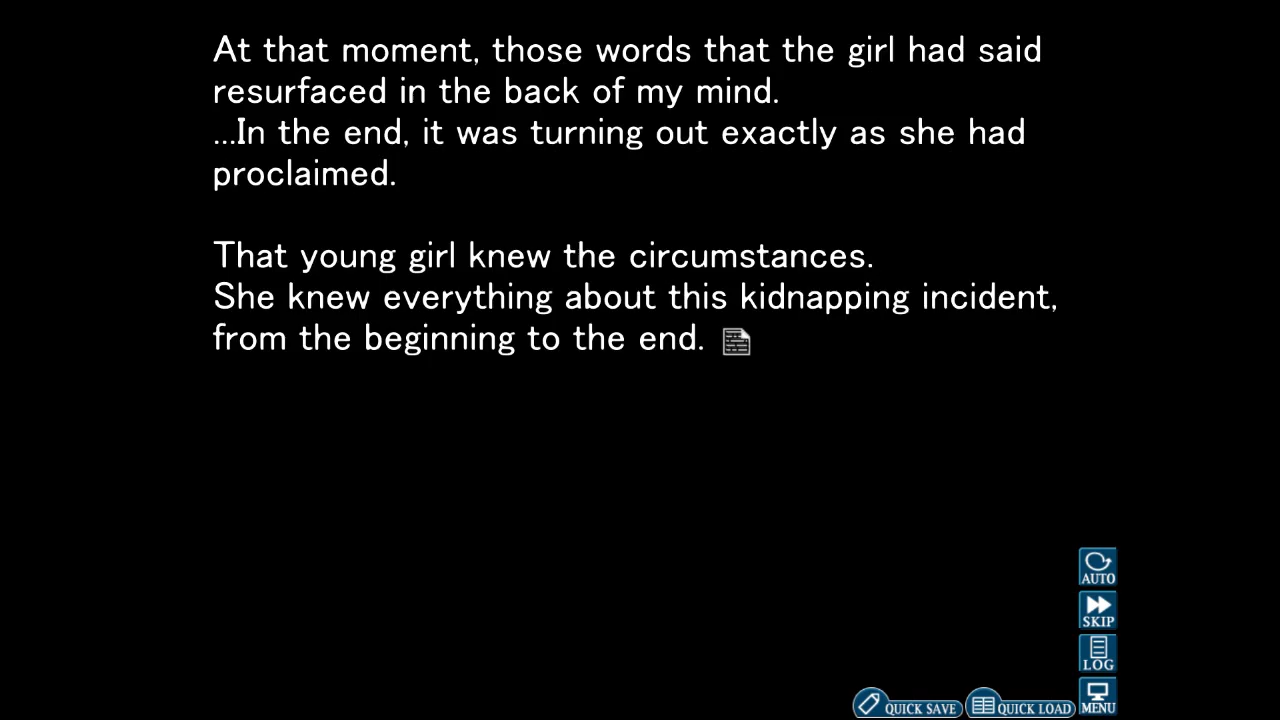 At that moment, those words that the girl had said
resurfaced in the back of my mind.
...In the end, it was turning out exactly as she had
proclaimed.
That young girl knew the circumstances.
She knew everything about this kidnapping incident,
from the beginning to the end.
AUTO
SKIP
LOG
MENU
QUICK SAVE
QUICK LOAD